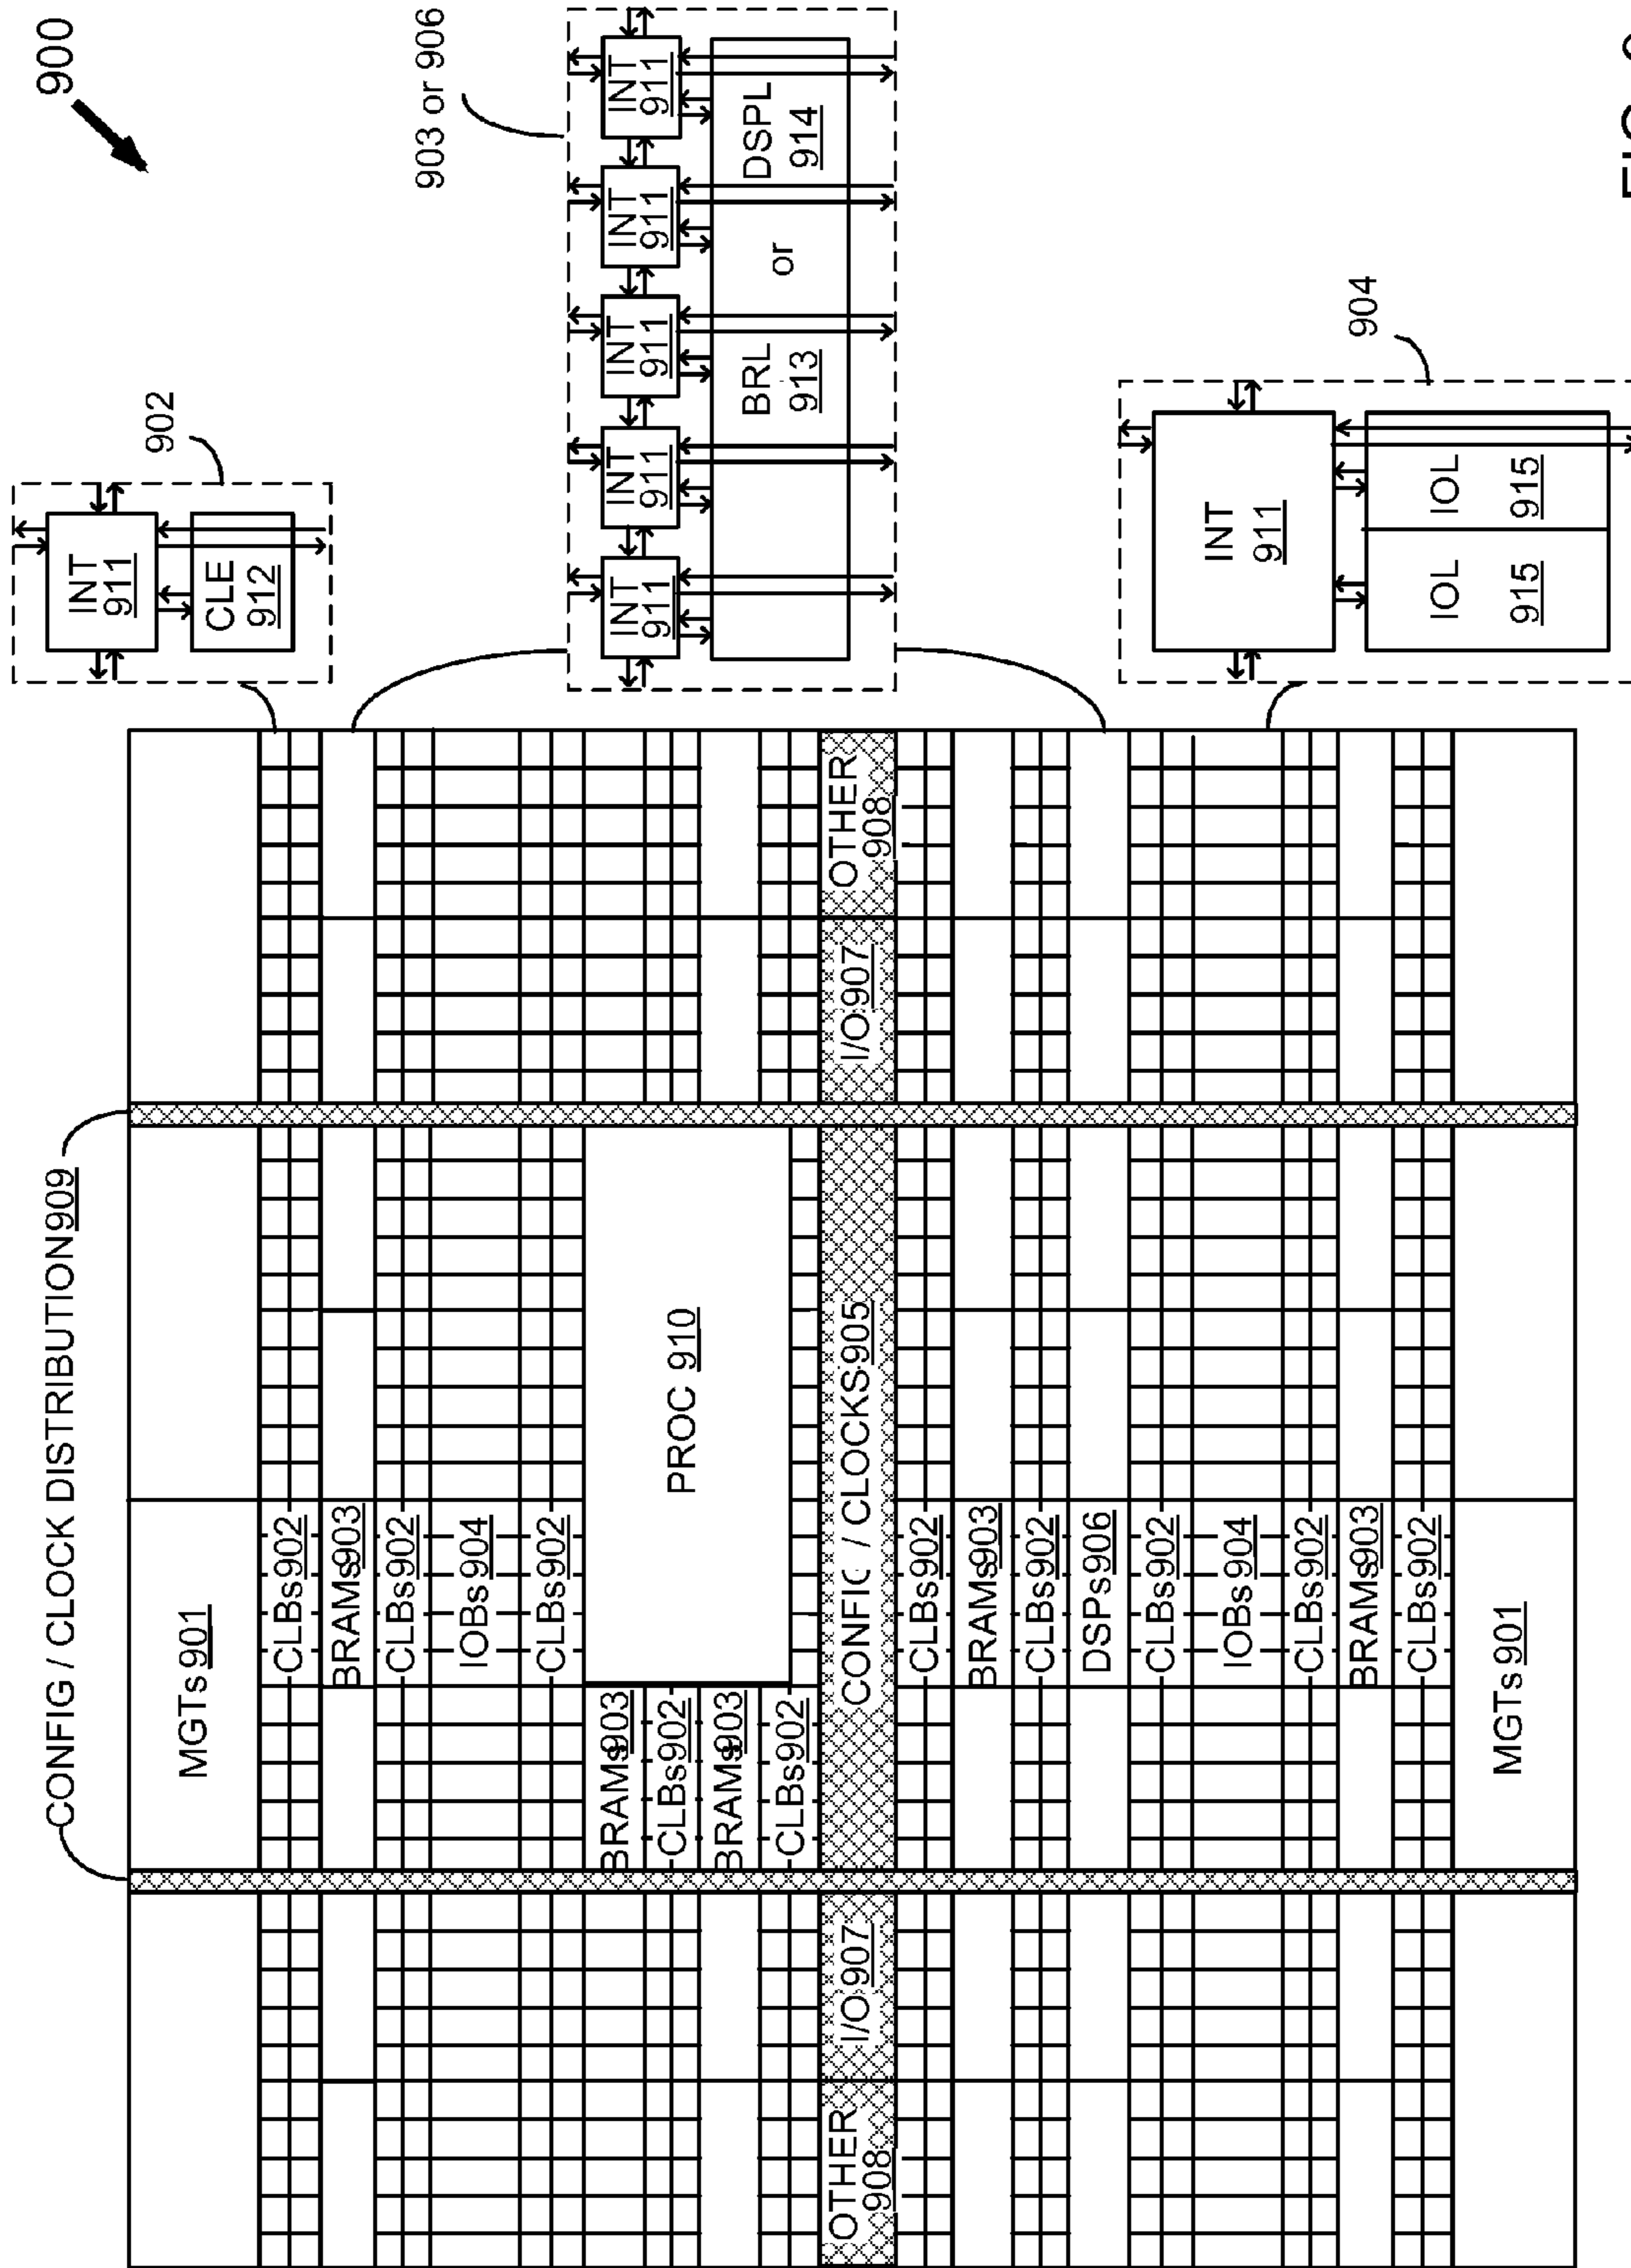 900
CONFIG / CLOCK DISTRIBUTION 909
MGTs 901
CLBs 902
BRAMs 903
CLBs 902
IOBs 904
CLBs 902
BRAMs 903
CLBs 902
BRAMs 903
CLBs 902
PROC 910
OTHER 908
I/O 907
CONFIG / CLOCKS 905
I/O 907
OTHER 908
CLBs 902
BRAMs 903
CLBs 902
DSPs 906
CLBs 902
IOBs 904
CLBs 902
BRAMs 903
CLBs 902
MGTs 901
902
INT 911
CLE 912
903 or 906
INT 911
INT 911
INT 911
INT 911
INT 911
BRL 913
or
DSPL 914
904
INT 911
IOL 915
IOL 915